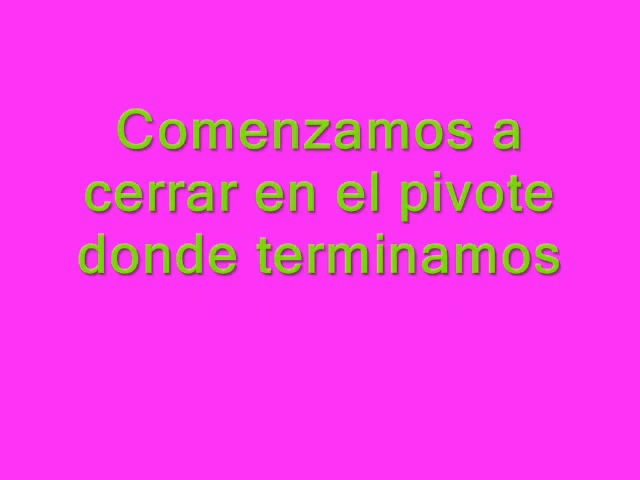 Comenzamos a
cerrar en el pivote
donde terminamos